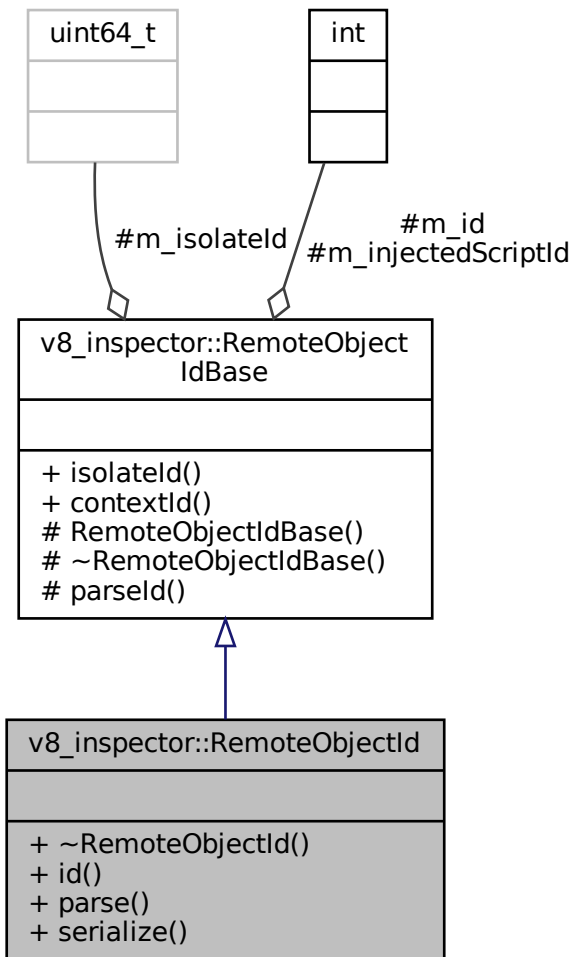 uint64_t
int
#m_isolateId
#m_id
#m_injectedScriptId
v8_inspector::RemoteObject
IdBase
+ isolateId()
+ contextId()
# RemoteObjectIdBase()
# ~RemoteObjectIdBase()
# parseId()
v8_inspector::RemoteObjectId
+ ~RemoteObjectId()
+ id()
+ parse()
+ serialize()